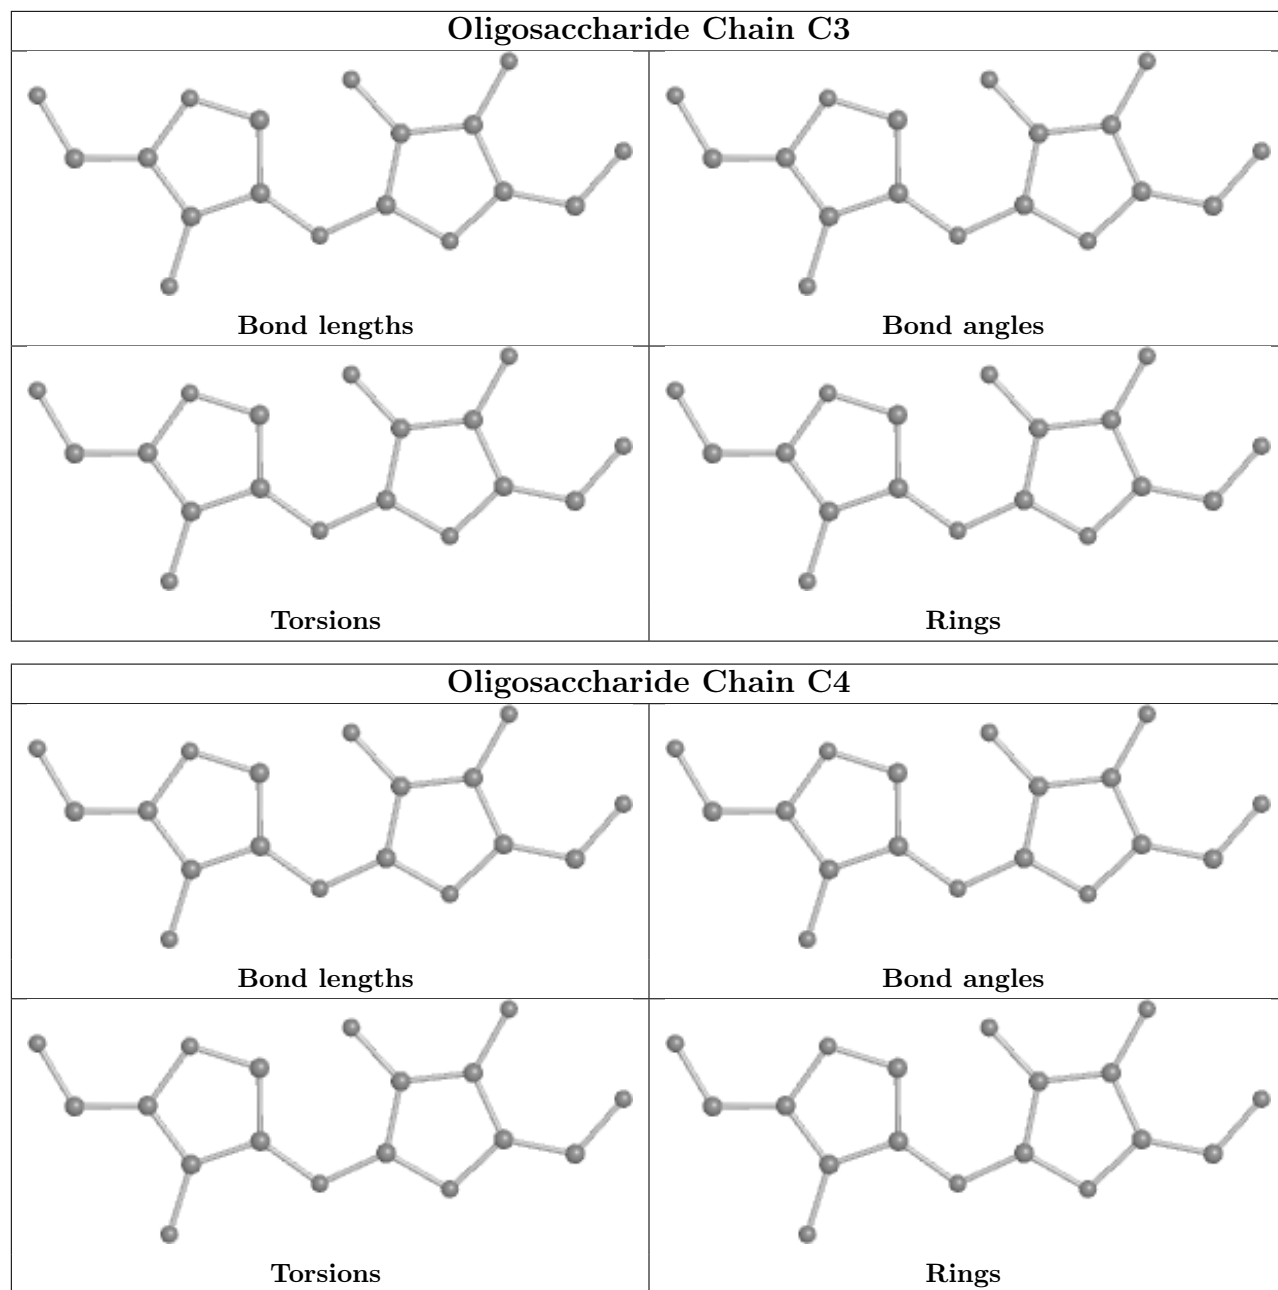 Oligosaccharide Chain C3
Bond lengths
Bond angles
Torsions
Rings
Oligosaccharide Chain C4
Bond lengths
Bond angles
Torsions
Rings